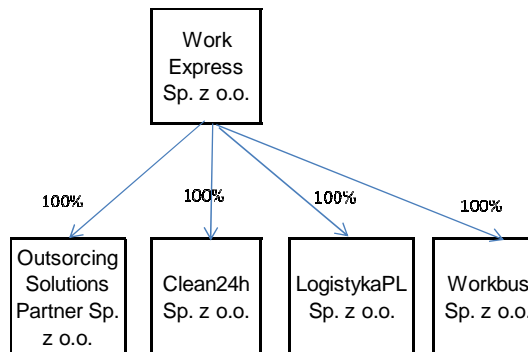 Work
Express
Sp. z o.o.
100%
100%
100%
100%
Outsorcing
Solutions
Partner Sp.
z o.o.
Clean24h
Sp. z o.o.
LogistykaPL
Sp. z o.o.
Workbus
Sp. z o.o.